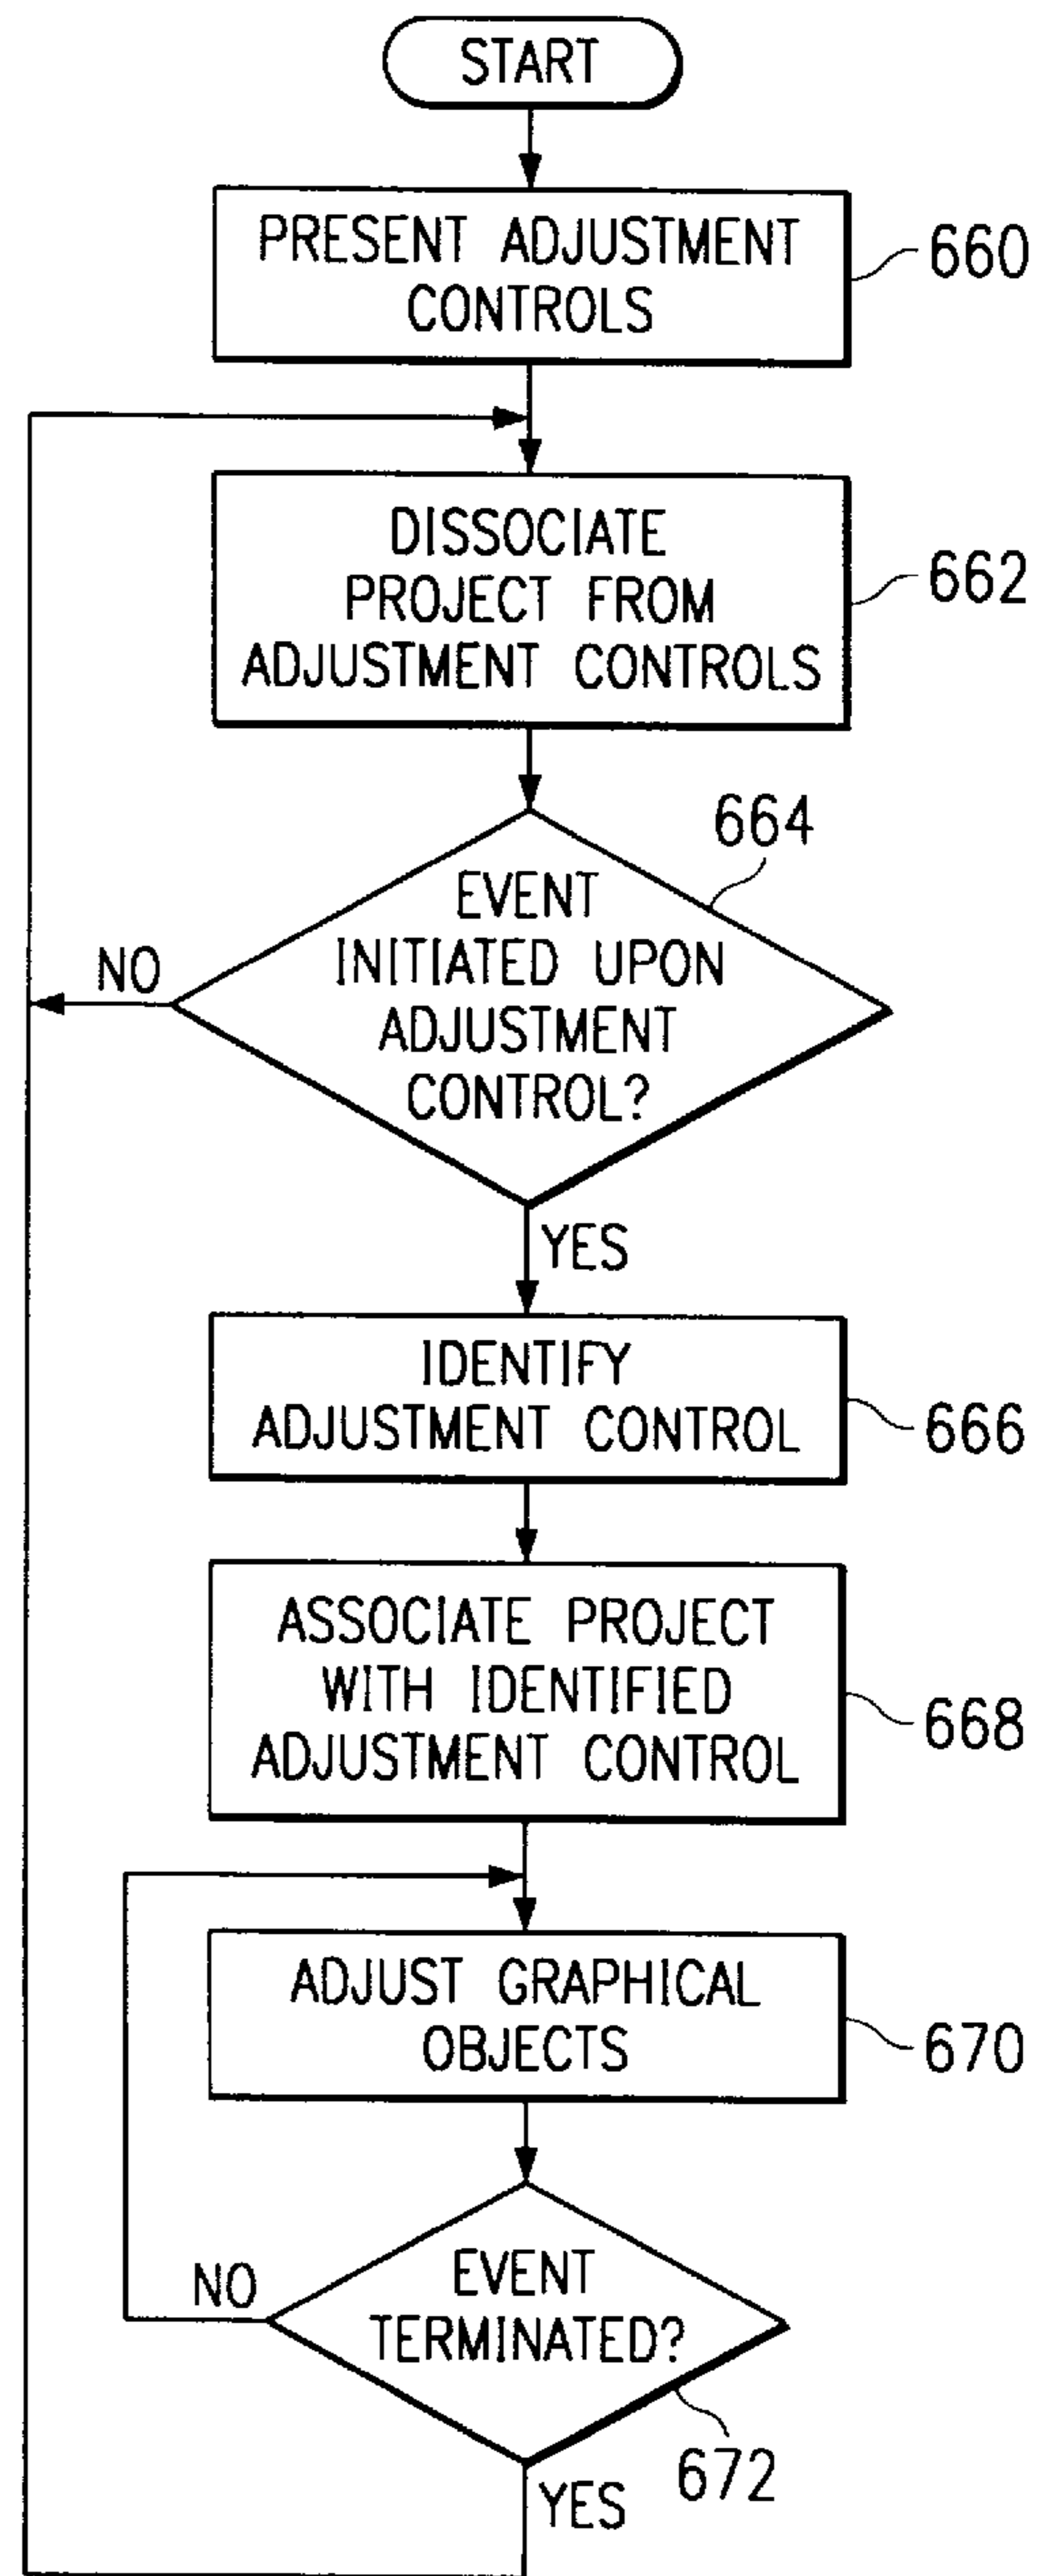 START
PRESENT ADJUSTMENT
CONTROLS
660
DISSOCIATE
PROJECT FROM
ADJUSTMENT CONTROLS
662
664
EVENT
INITIATED UPON
ADJUSTMENT
CONTROL?
NO
YES
IDENTIFY
ADJUSTMENT CONTROL
666
ASSOCIATE PROJECT
WITH IDENTIFIED
ADJUSTMENT CONTROL
668
ADJUST GRAPHICAL
OBJECTS
670
EVENT
TERMINATED?
NO
672
YES